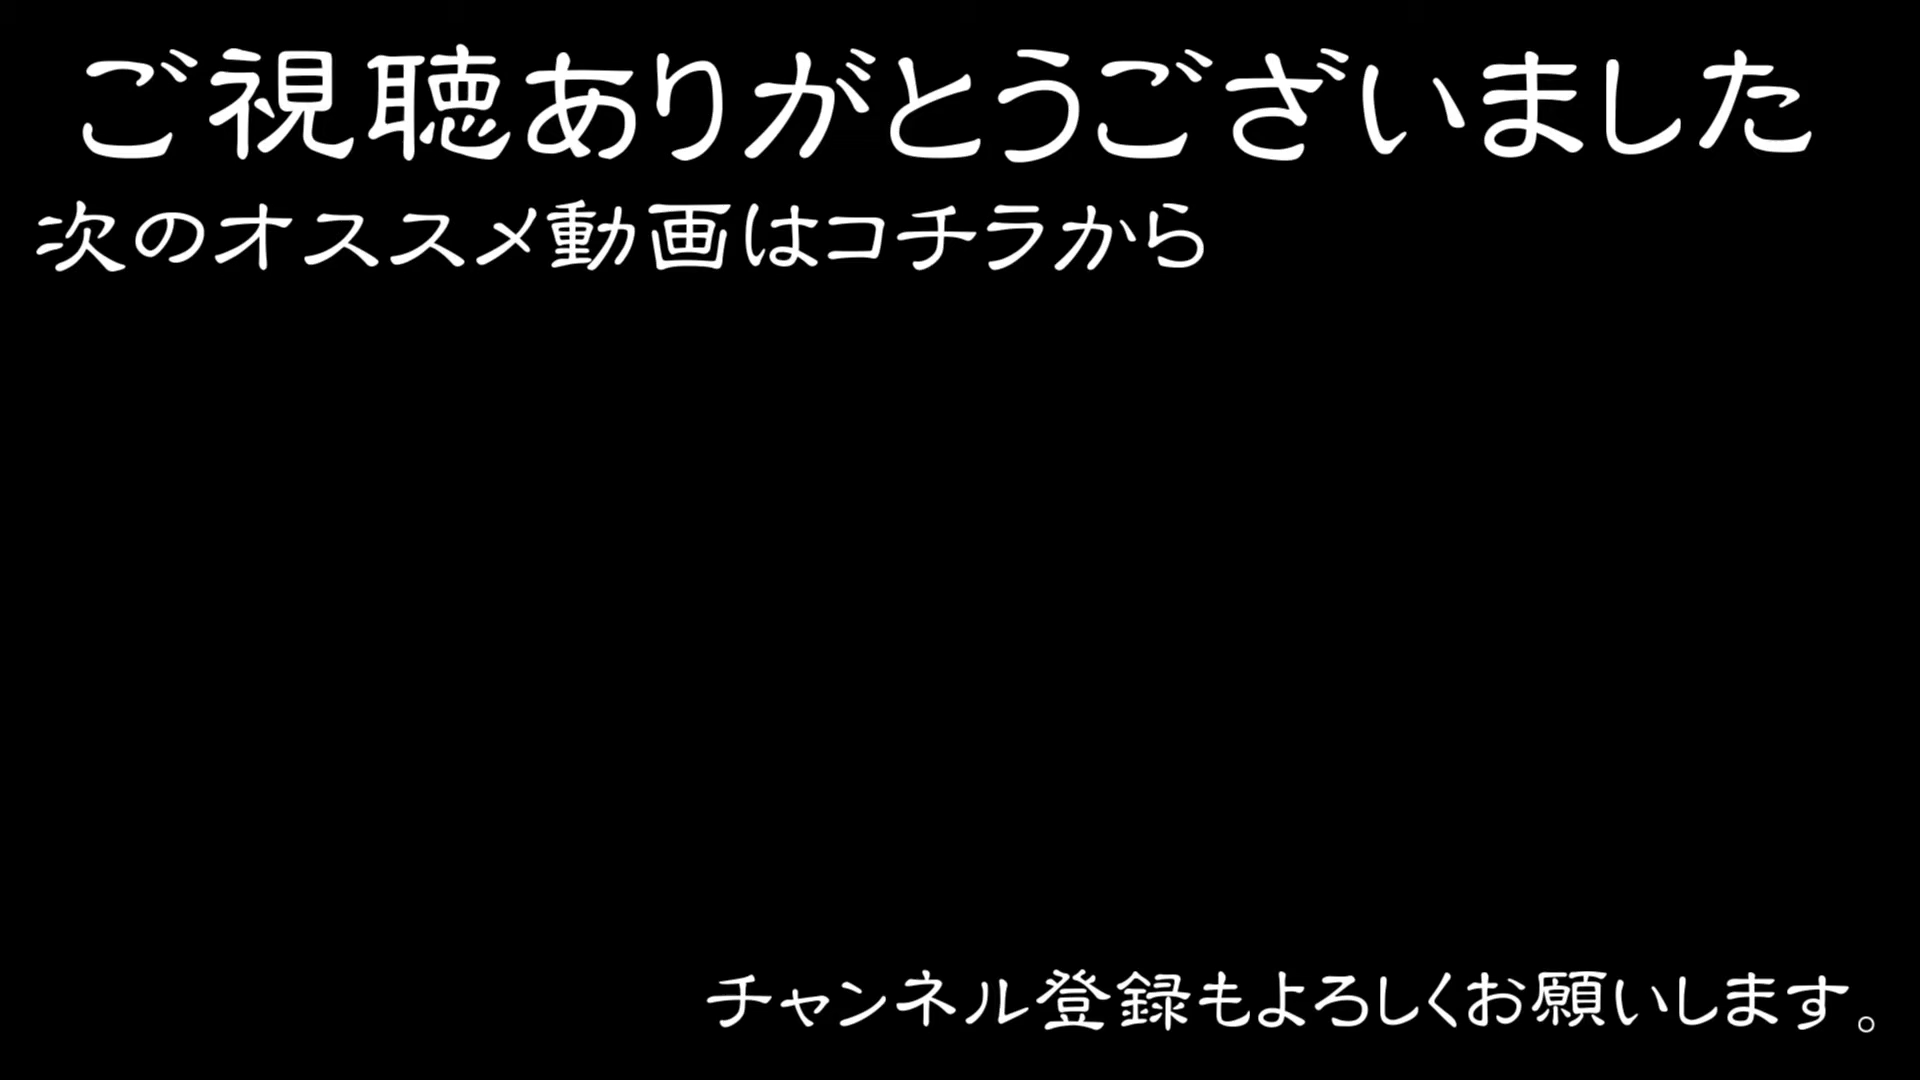 ご視聴ありがとうございました
次のオススメ動画はコチラから
チャンネル登録もよろしくお願いします。